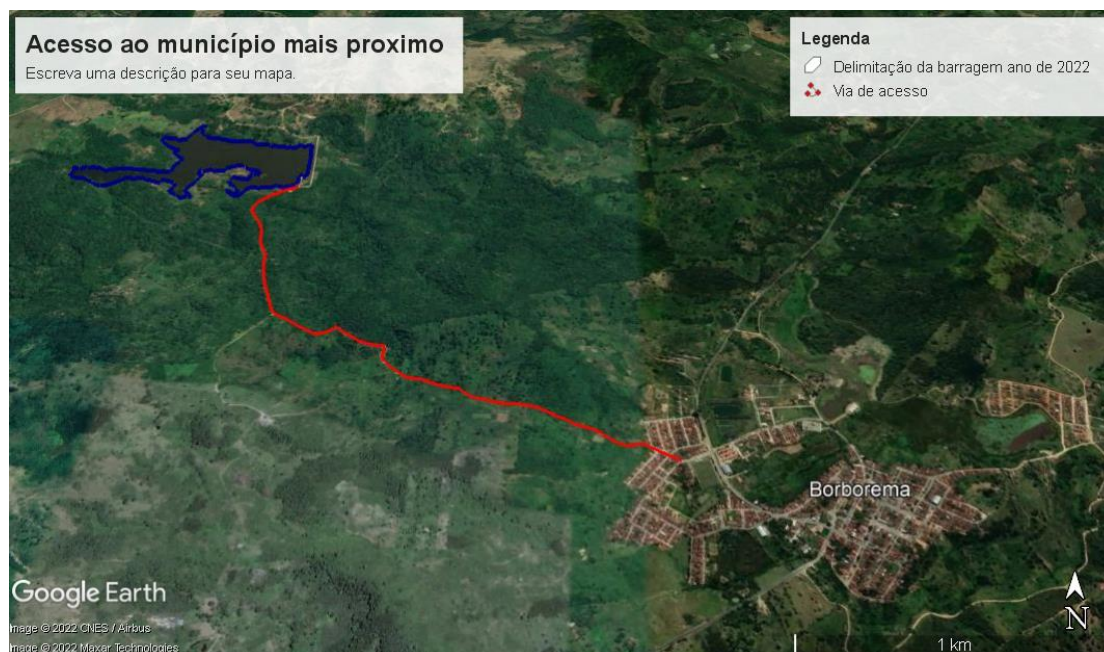 Acesso ao município mais proximo
Escreva uma descrição para seu mapa.
Legenda
Delimitação da barragem ano de 2022
Via de acesso
Borborema
Google Earth
Image © 2022 CNES / Airbus
Image © 2022 Maxar Technologies
N
1 km